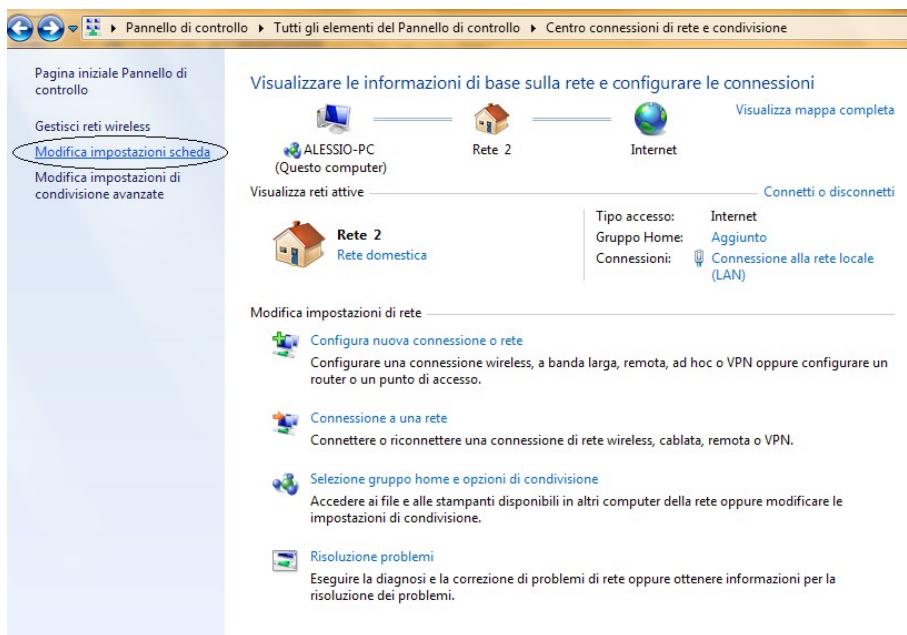 Pannello di controllo ▸ Tutti gli elementi del Pannello di controllo ▸ Centro connessioni di rete e condivisione
Pagina iniziale Pannello di
controllo
Gestisci reti wireless
Modifica impostazioni scheda
Modifica impostazioni di
condivisione avanzate
Visualizzare le informazioni di base sulla rete e configurare le connessioni
Visualizza mappa completa
ALESSIO-PC
(Questo computer)
Rete 2
Internet
Visualizza reti attive
Connetti o disconnetti
Rete 2
Rete domestica
Tipo accesso: Internet
Gruppo Home: Aggiunto
Connessioni: Connessione alla rete locale
(LAN)
Modifica impostazioni di rete
Configura nuova connessione o rete
Configurare una connessione wireless, a banda larga, remota, ad hoc o VPN oppure configurare un
router o un punto di accesso.
Connessione a una rete
Connettere o riconnettere una connessione di rete wireless, cablata, remota o VPN.
Selezione gruppo home e opzioni di condivisione
Accedere ai file e alle stampanti disponibili in altri computer della rete oppure modificare le
impostazioni di condivisione.
Risoluzione problemi
Eseguire la diagnosi e la correzione di problemi di rete oppure ottenere informazioni per la
risoluzione dei problemi.